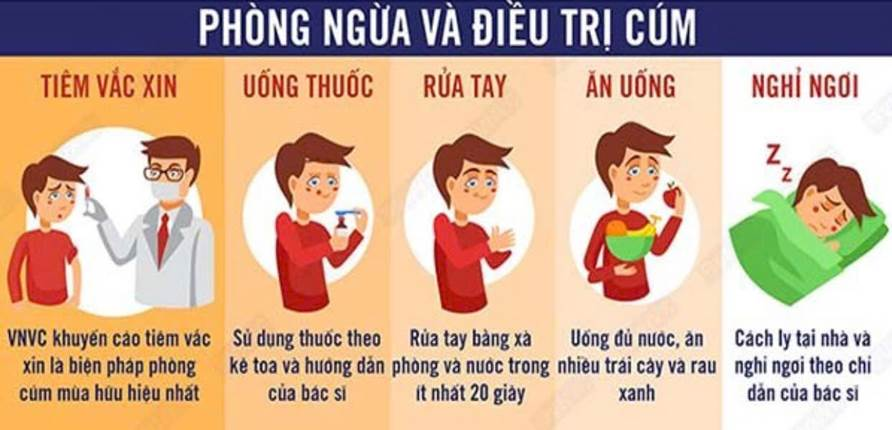 PHÒNG NGỪA VÀ ĐIỀU TRỊ CÚM
TIÊM VẮC XIN
VNVC khuyến cáo tiêm vắc
xin là biện pháp phòng
cúm mùa hữu hiệu nhất
UỐNG THUỐC
Sử dụng thuốc theo
kê toa và hướng dẫn
của bác sĩ
RỬA TAY
Rửa tay bằng xà
phòng và nước trong
ít nhất 20 giây
ĂN UỐNG
Uống đủ nước, ăn
nhiều trái cây và rau
xanh
NGHỈ NGƠI
Z
z
Cách ly tại nhà và
nghỉ ngơi theo chỉ
dẫn của bác sĩ